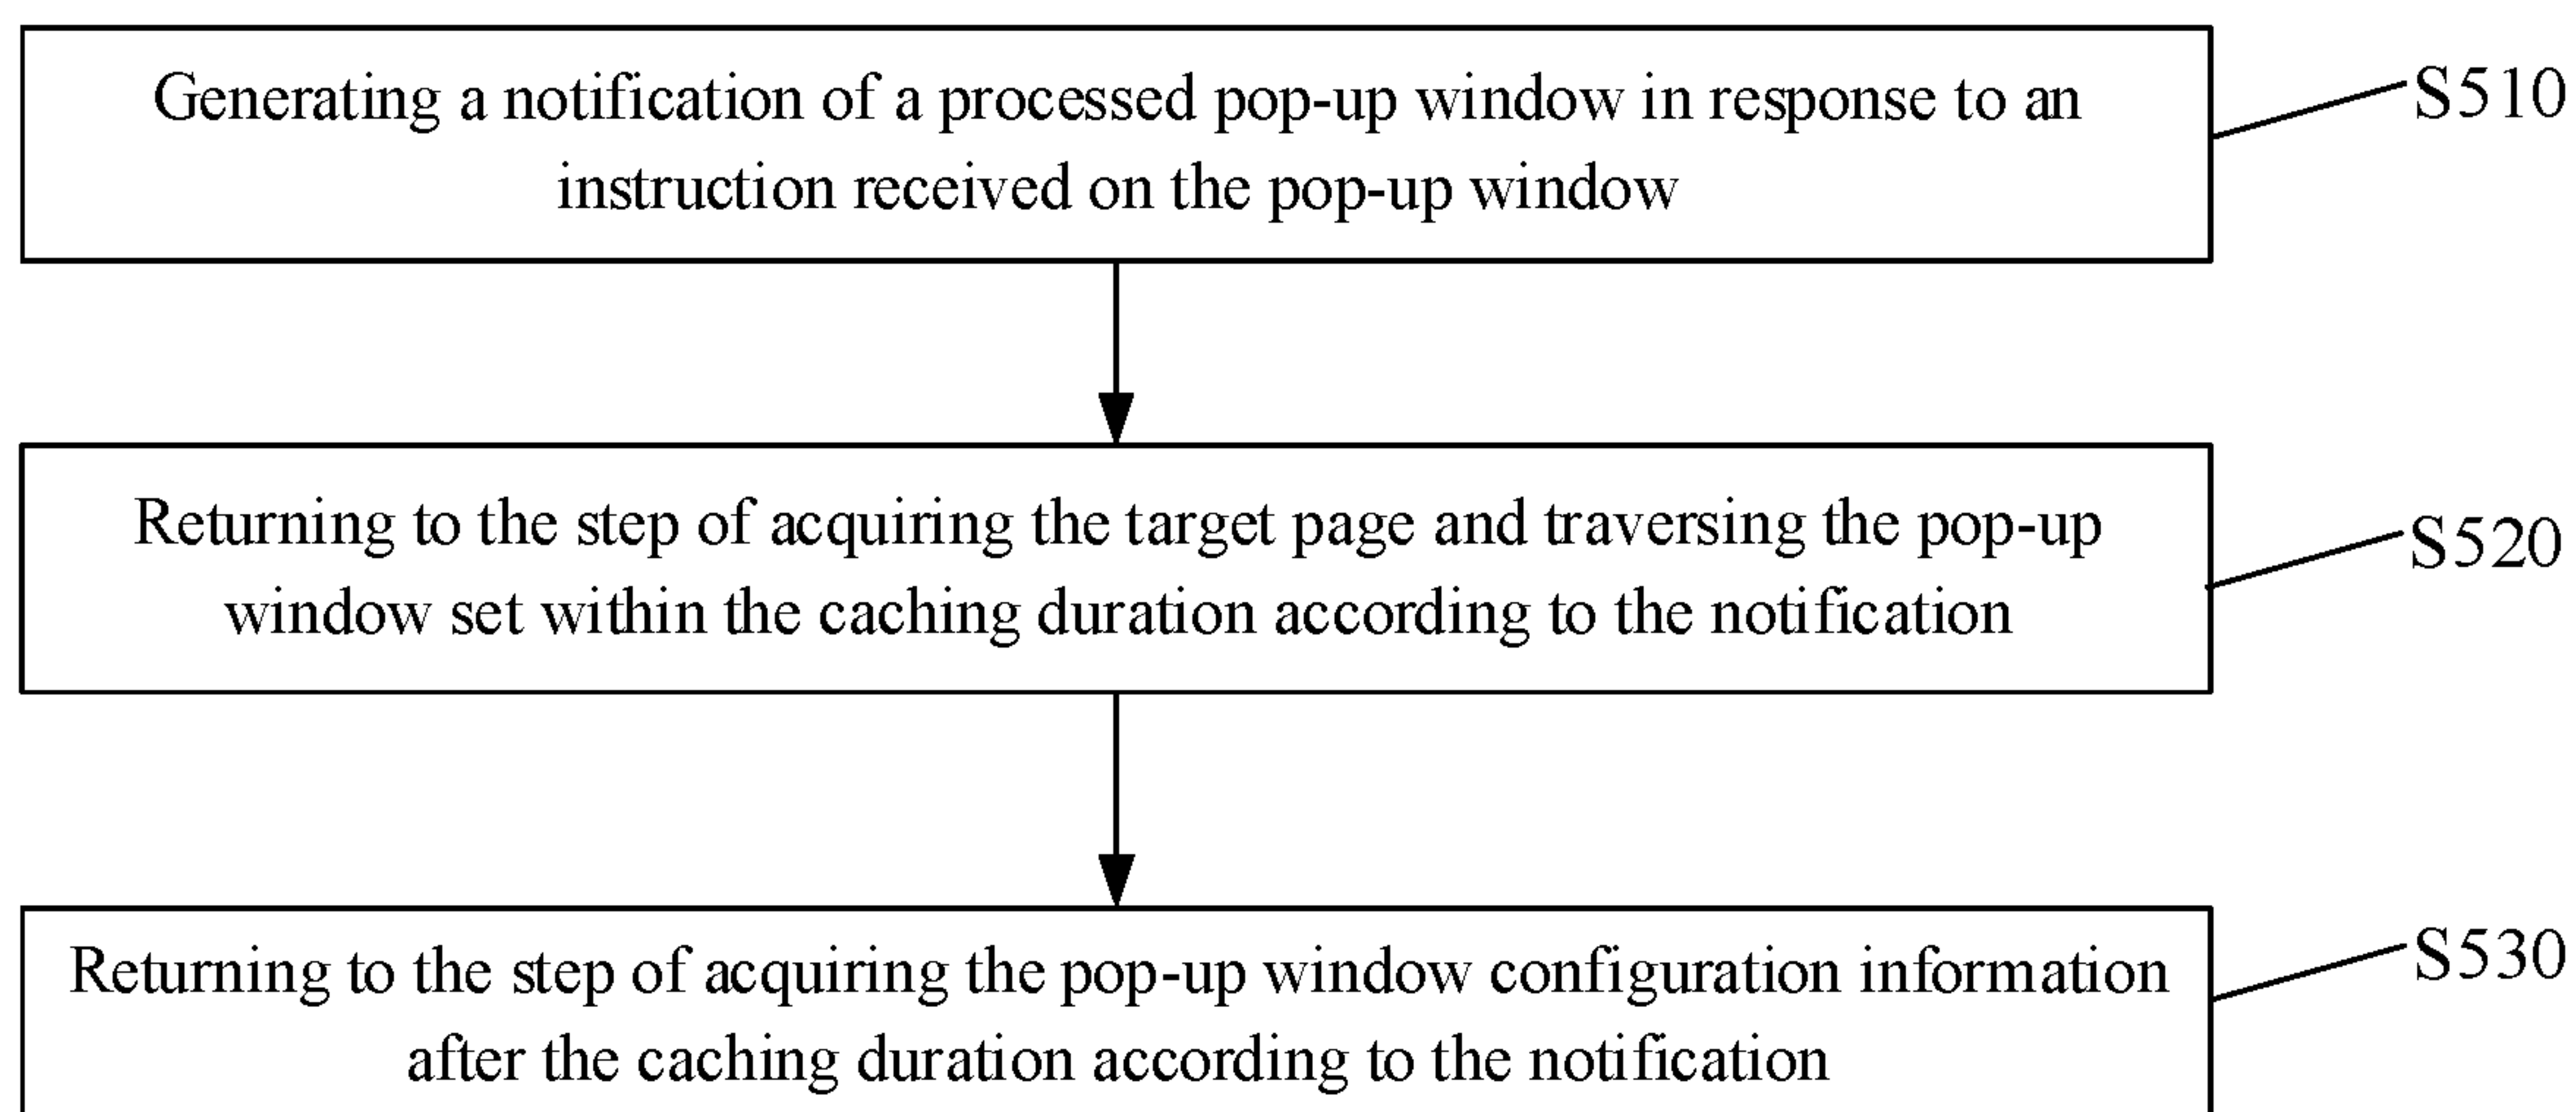 Generating a notification of a processed pop-up window in response to an
instruction received on the pop-up window
S510
Returning to the step of acquiring the target page and traversing the pop-up
window set within the caching duration according to the notification
S520
Returning to the step of acquiring the pop-up window configuration information
after the caching duration according to the notification
S530